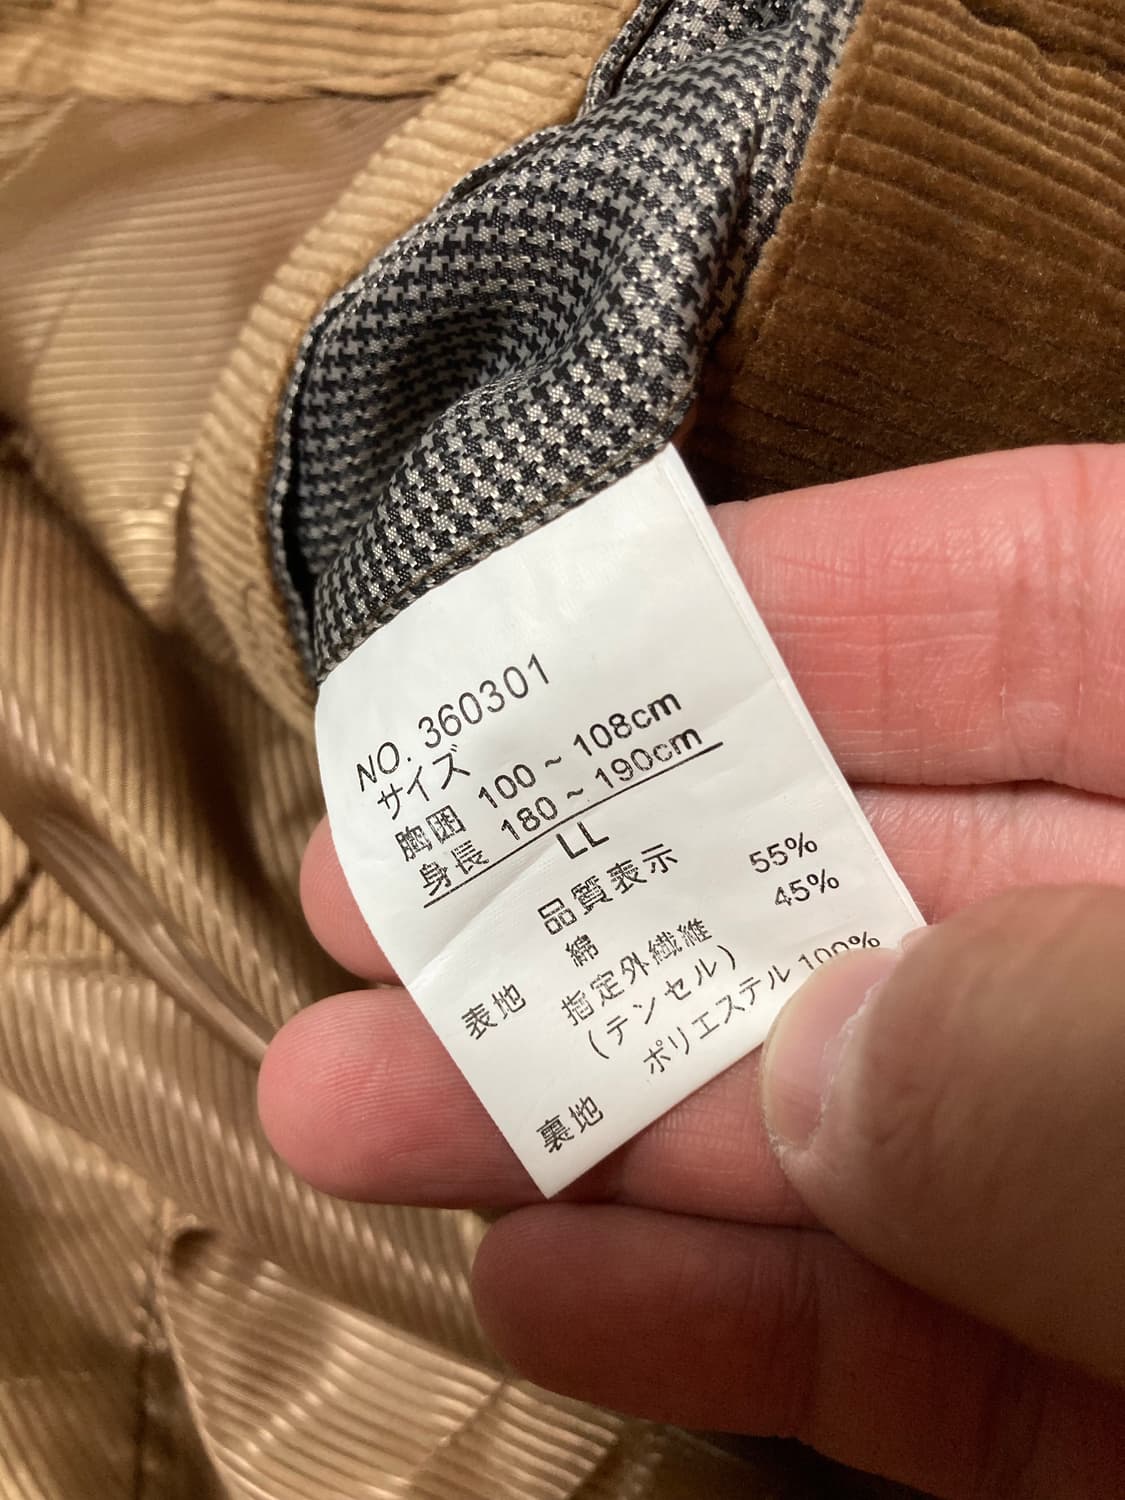 NO. 360301
サイズ
胸囲 100 ~ 108cm
身長 180 ~ 190cm
LL
品質表示
表地 綿 55%
指定外繊維 45%
(テンセル)
裏地 ポリエステル 100%